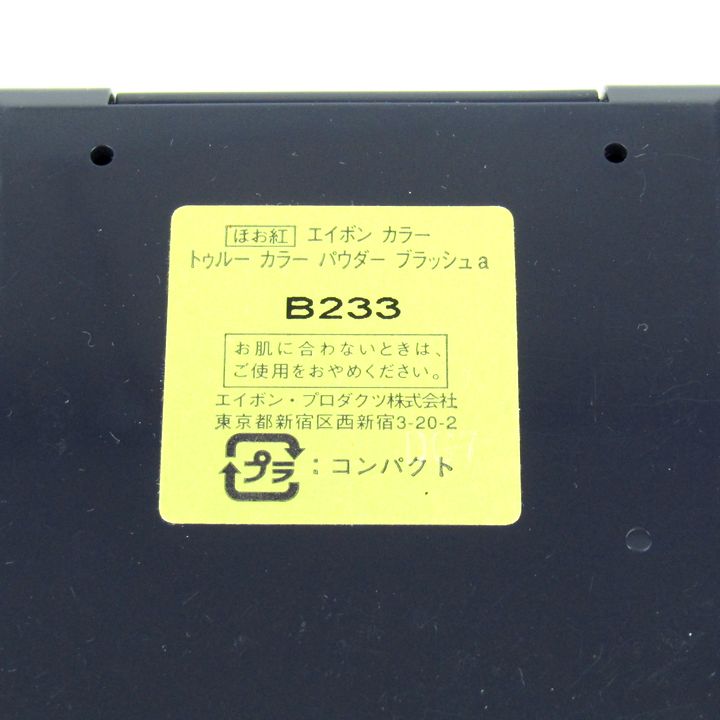 ほお紅 エイボン カラー
トゥルー カラー パウダー ブラッシュa
B233
お肌に合わないときは、
ご使用をおやめください。
エイボン・プロダクツ株式会社
東京都新宿区西新宿3-20-2
プラ : コンパクト